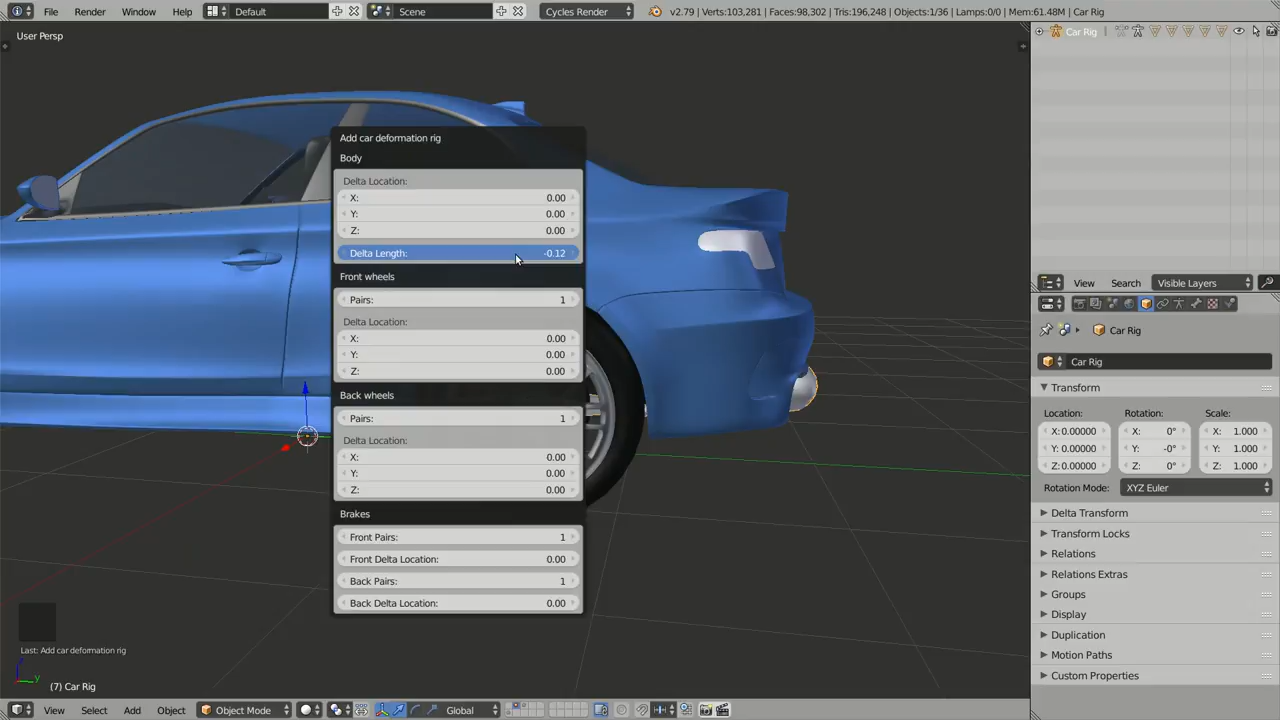 File Render Window Help Default Scene Cycles Render v2.79 | Verts:103,281 | Faces:98,302 | Tris:196,248 | Objects:1/36 | Lamps:0/0 | Mem:61.48M | Car Rig
User Persp
Car Rig
Add car deformation rig
Body
Delta Location:
X: 0.00
Y: 0.00
Z: 0.00
Delta Length: -0.12
Front wheels
Pairs: 1
Delta Location:
X: 0.00
Y: 0.00
Z: 0.00
Back wheels
Pairs: 1
Delta Location:
X: 0.00
Y: 0.00
Z: 0.00
Brakes
Front Pairs: 1
Front Delta Location: 0.00
Back Pairs: 1
Back Delta Location: 0.00
View Search Visible Layers
Car Rig
Car Rig
Transform
Location: Rotation: Scale:
X: 0.00000 X: 0° X: 1.000
Y: 0.00000 Y: -0° Y: 1.000
Z: 0.00000 Z: 0° Z: 1.000
Rotation Mode: XYZ Euler
Delta Transform
Transform Locks
Relations
Relations Extras
Groups
Display
Duplication
Motion Paths
Custom Properties
Last: Add car deformation rig
z
y
(7) Car Rig
View Select Add Object Object Mode Global